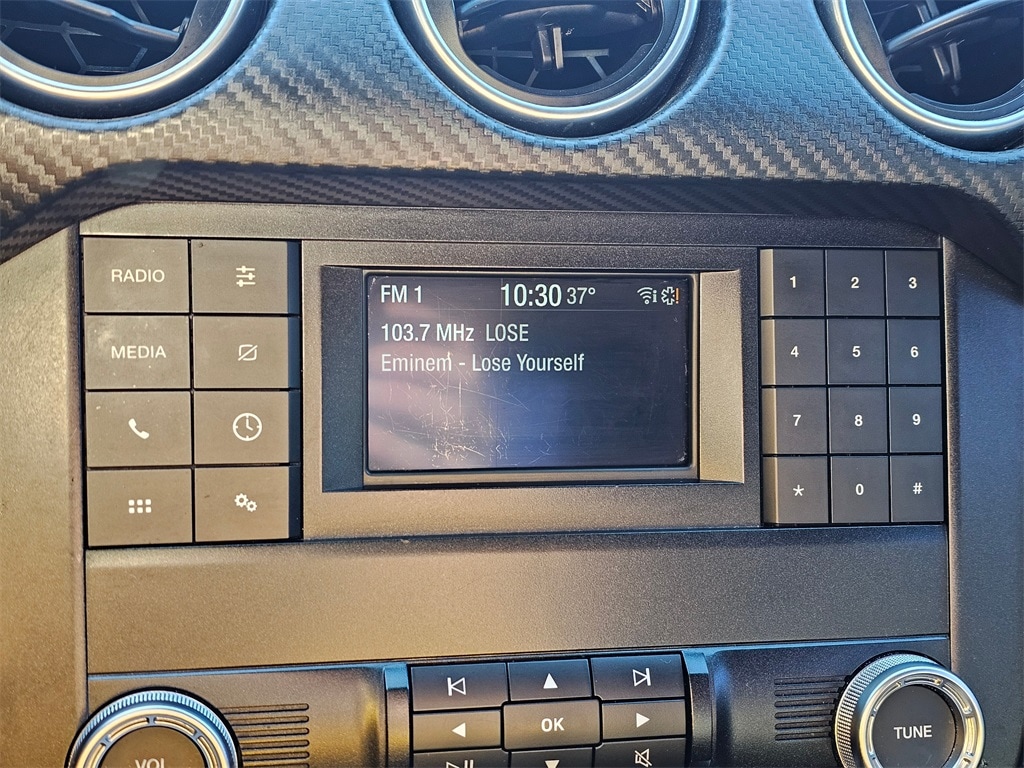 RADIO
MEDIA
FM 1 10:30 37°
103.7 MHz LOSE
Eminem - Lose Yourself
1 2 3
4 5 6
7 8 9
* 0 #
OK
VOL
TUNE